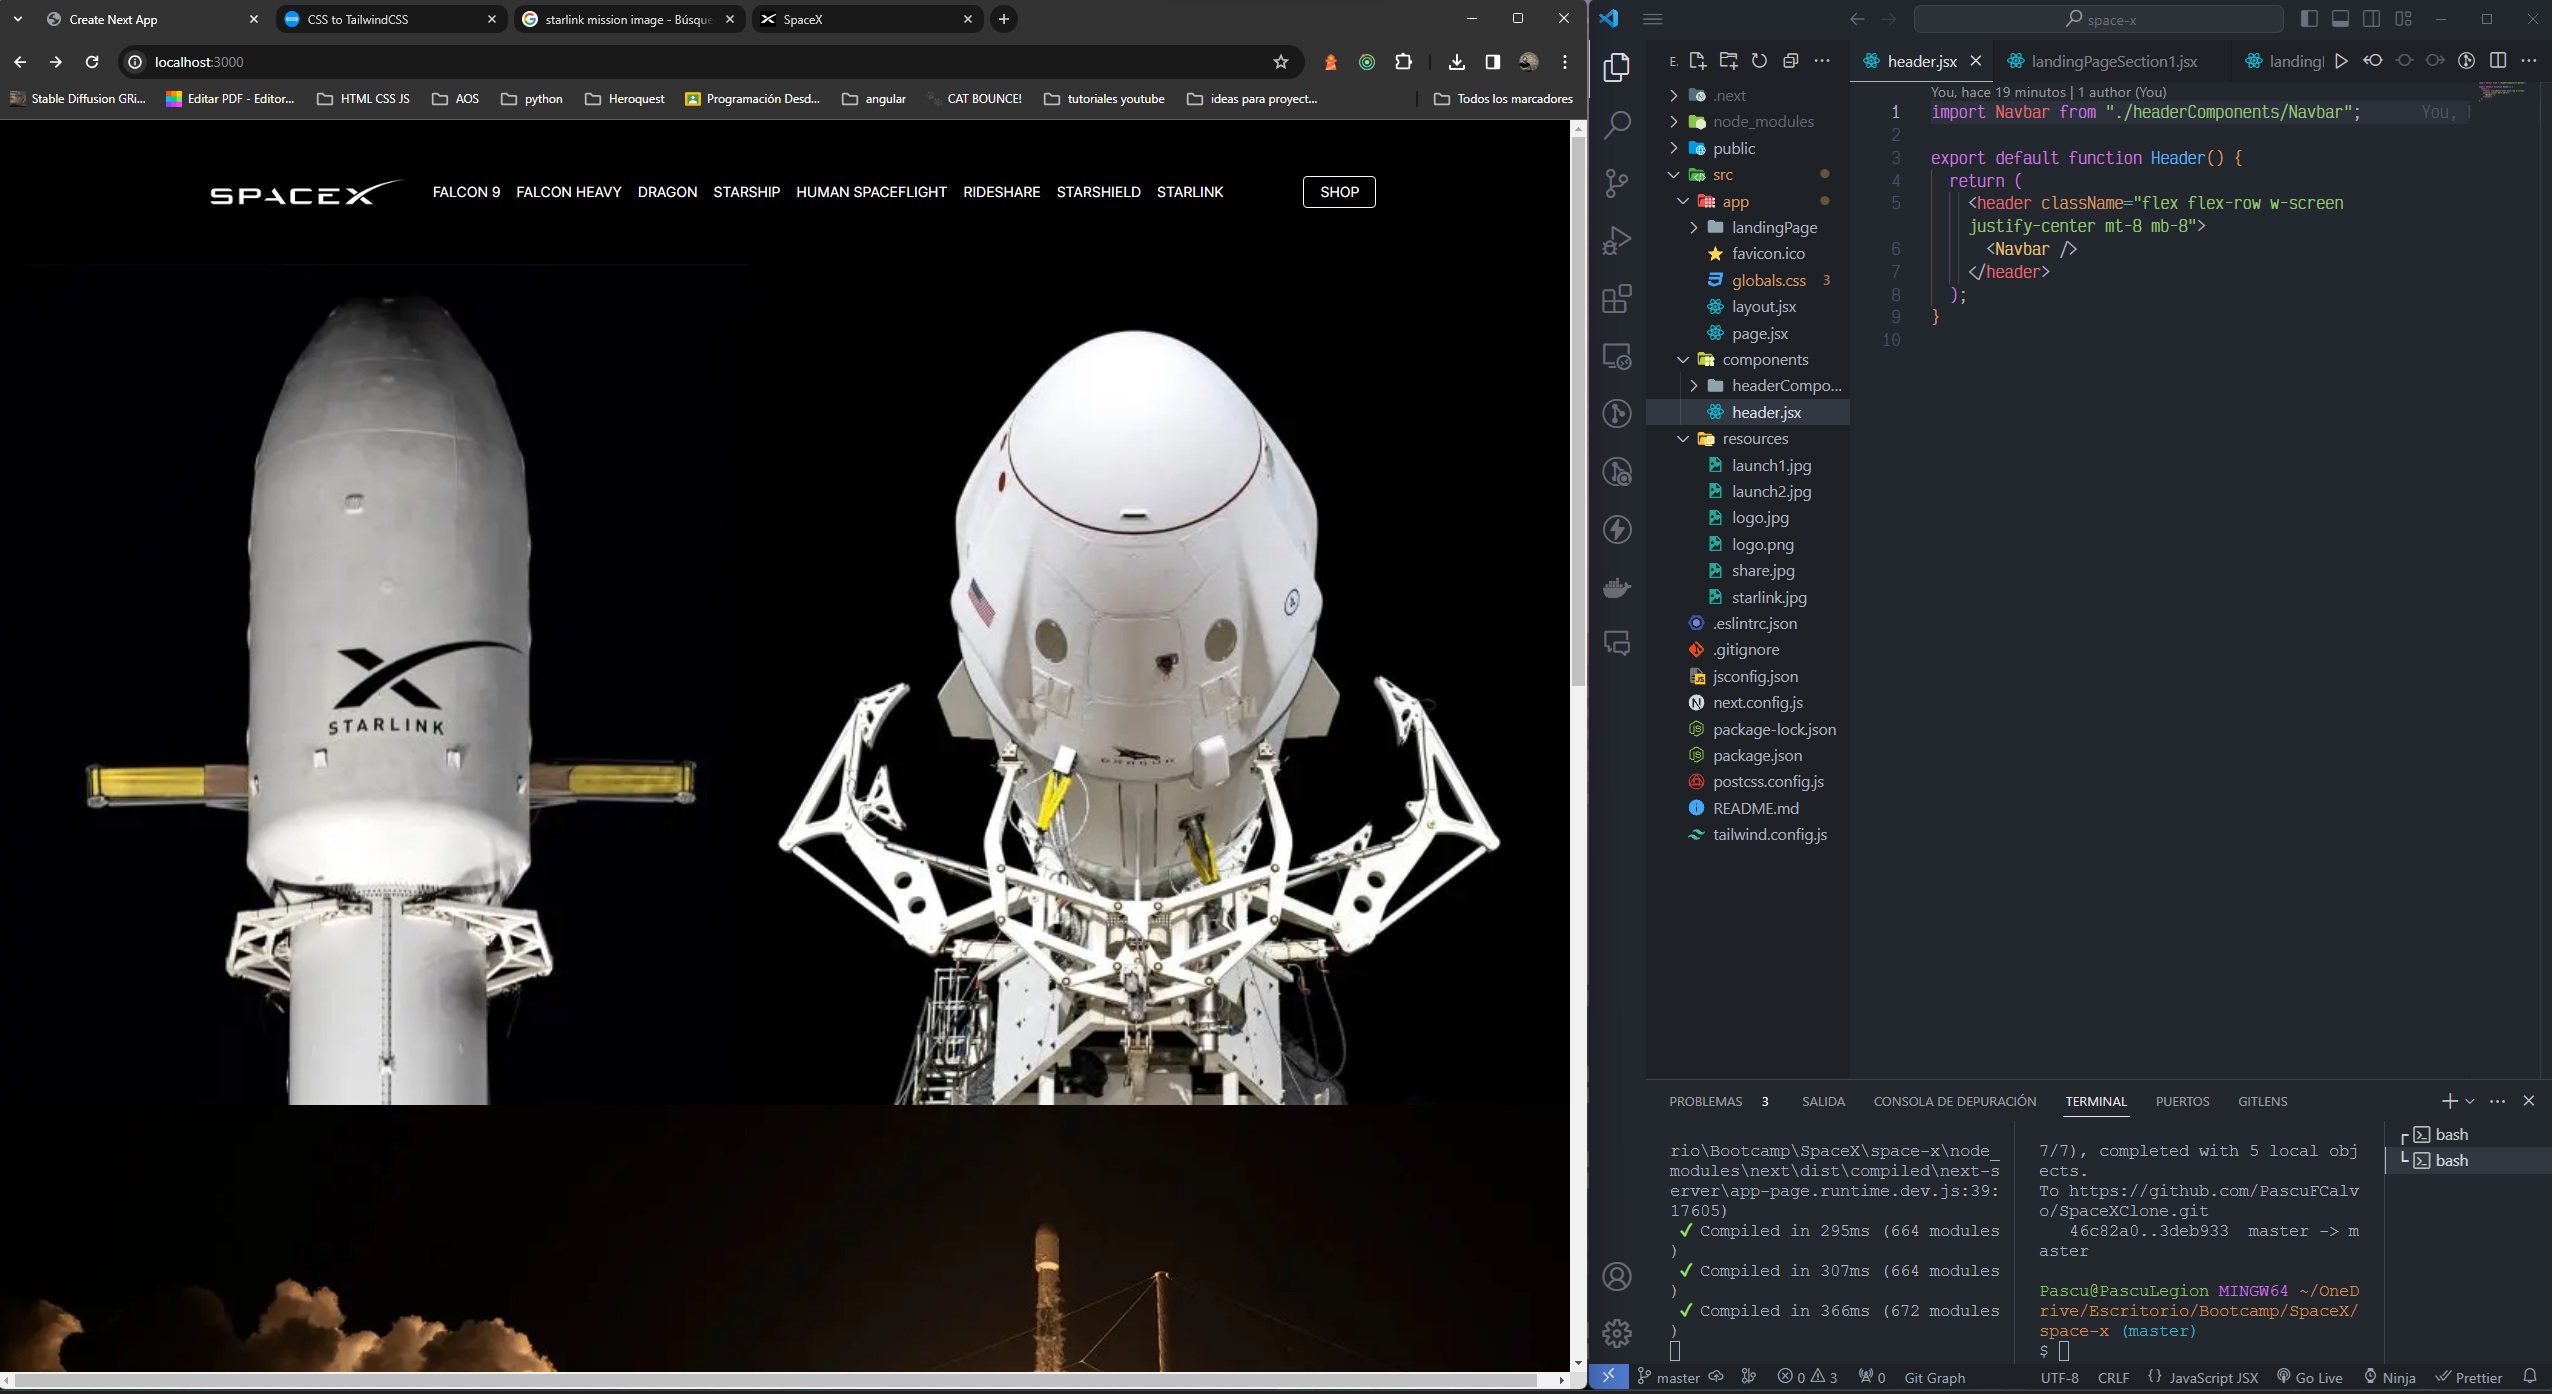 Create Next App
CSS to TailwindCSS
starlink mission image - Búsque
SpaceX
localhost:3000
Stable Diffusion GRi...
Editar PDF - Editor...
HTML CSS JS
AOS
python
Heroquest
Programación Desd...
angular
CAT BOUNCE!
tutoriales youtube
ideas para proyect...
Todos los marcadores
SPACEX
FALCON 9
FALCON HEAVY
DRAGON
STARSHIP
HUMAN SPACEFLIGHT
RIDESHARE
STARSHIELD
STARLINK
SHOP
STARLINK
DRAGON
space-x
E.
.next
node_modules
public
src
app
landingPage
favicon.ico
globals.css 3
layout.jsx
page.jsx
components
headerCompo...
header.jsx
resources
launch1.jpg
launch2.jpg
logo.jpg
logo.png
share.jpg
starlink.jpg
.eslintrc.json
.gitignore
jsconfig.json
next.config.js
package-lock.json
package.json
postcss.config.js
README.md
tailwind.config.js
header.jsx
landingPageSection1.jsx
landingl
You, hace 19 minutos | 1 author (You)
1 import Navbar from "./headerComponents/Navbar"; You,
2
3 export default function Header() {
4 return (
5 <header className="flex flex-row w-screen
justify-center mt-8 mb-8">
6 <Navbar />
7 </header>
8 );
9 }
10
PROBLEMAS 3
SALIDA
CONSOLA DE DEPURACIÓN
TERMINAL
PUERTOS
GITLENS
rio\Bootcamp\SpaceX\space-x\node_
modules\next\dist\compiled\next-s
erver\app-page.runtime.dev.js:39:
17605)
✓ Compiled in 295ms (664 modules
)
✓ Compiled in 307ms (664 modules
)
✓ Compiled in 366ms (672 modules
)
7/7), completed with 5 local obj
ects.
To https://github.com/PascuFCalv
o/SpaceXClone.git
46c82a0..3deb933 master -> m
aster
Pascu@PascuLegion MINGW64 ~/OneD
rive/Escritorio/Bootcamp/SpaceX/
space-x (master)
$
bash
bash
master
0
3
0
Git Graph
UTF-8
CRLF
{} JavaScript JSX
Go Live
Ninja
Prettier